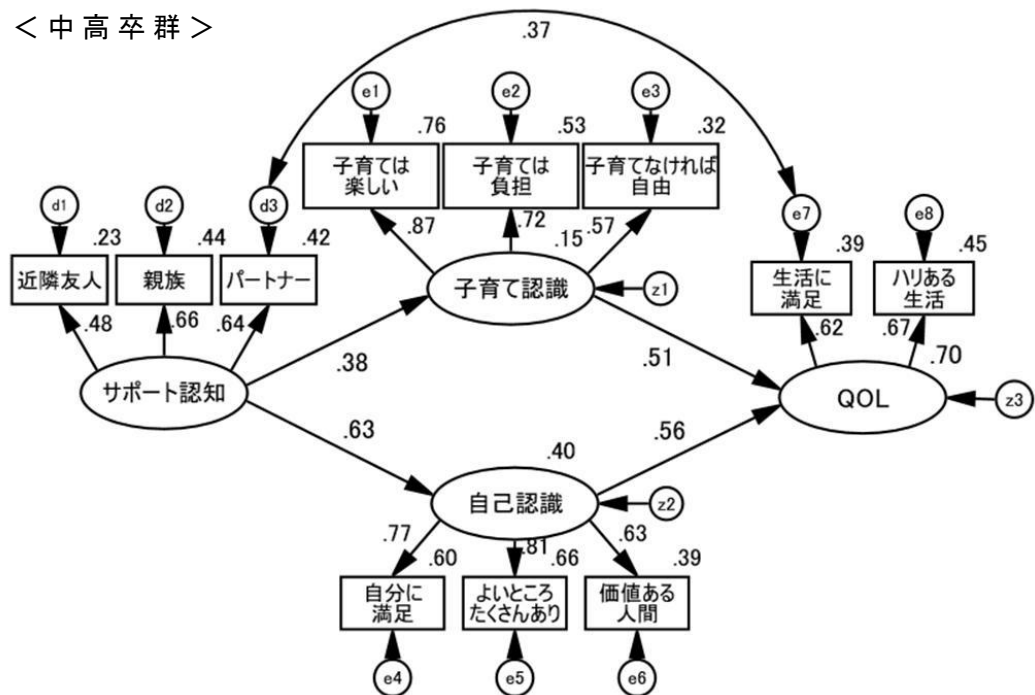 ＜中高卒群＞
.37
e1
e2
e3
.76
.53
.32
子育ては
楽しい
子育ては
負担
子育てなければ
自由
d1
d2
d3
e7
e8
.23
.44
.42
.87
.72
.15
.57
.39
.45
近隣友人
親族
パートナー
子育て認識
z1
生活に
満足
ハリある
生活
.48
.66
.64
.62
.67
.38
.51
.70
サポート認知
QOL
z3
.63
.56
.40
自己認識
z2
.77
.60
.81
.66
.63
.39
自分に
満足
よいところ
たくさんあり
価値ある
人間
e4
e5
e6